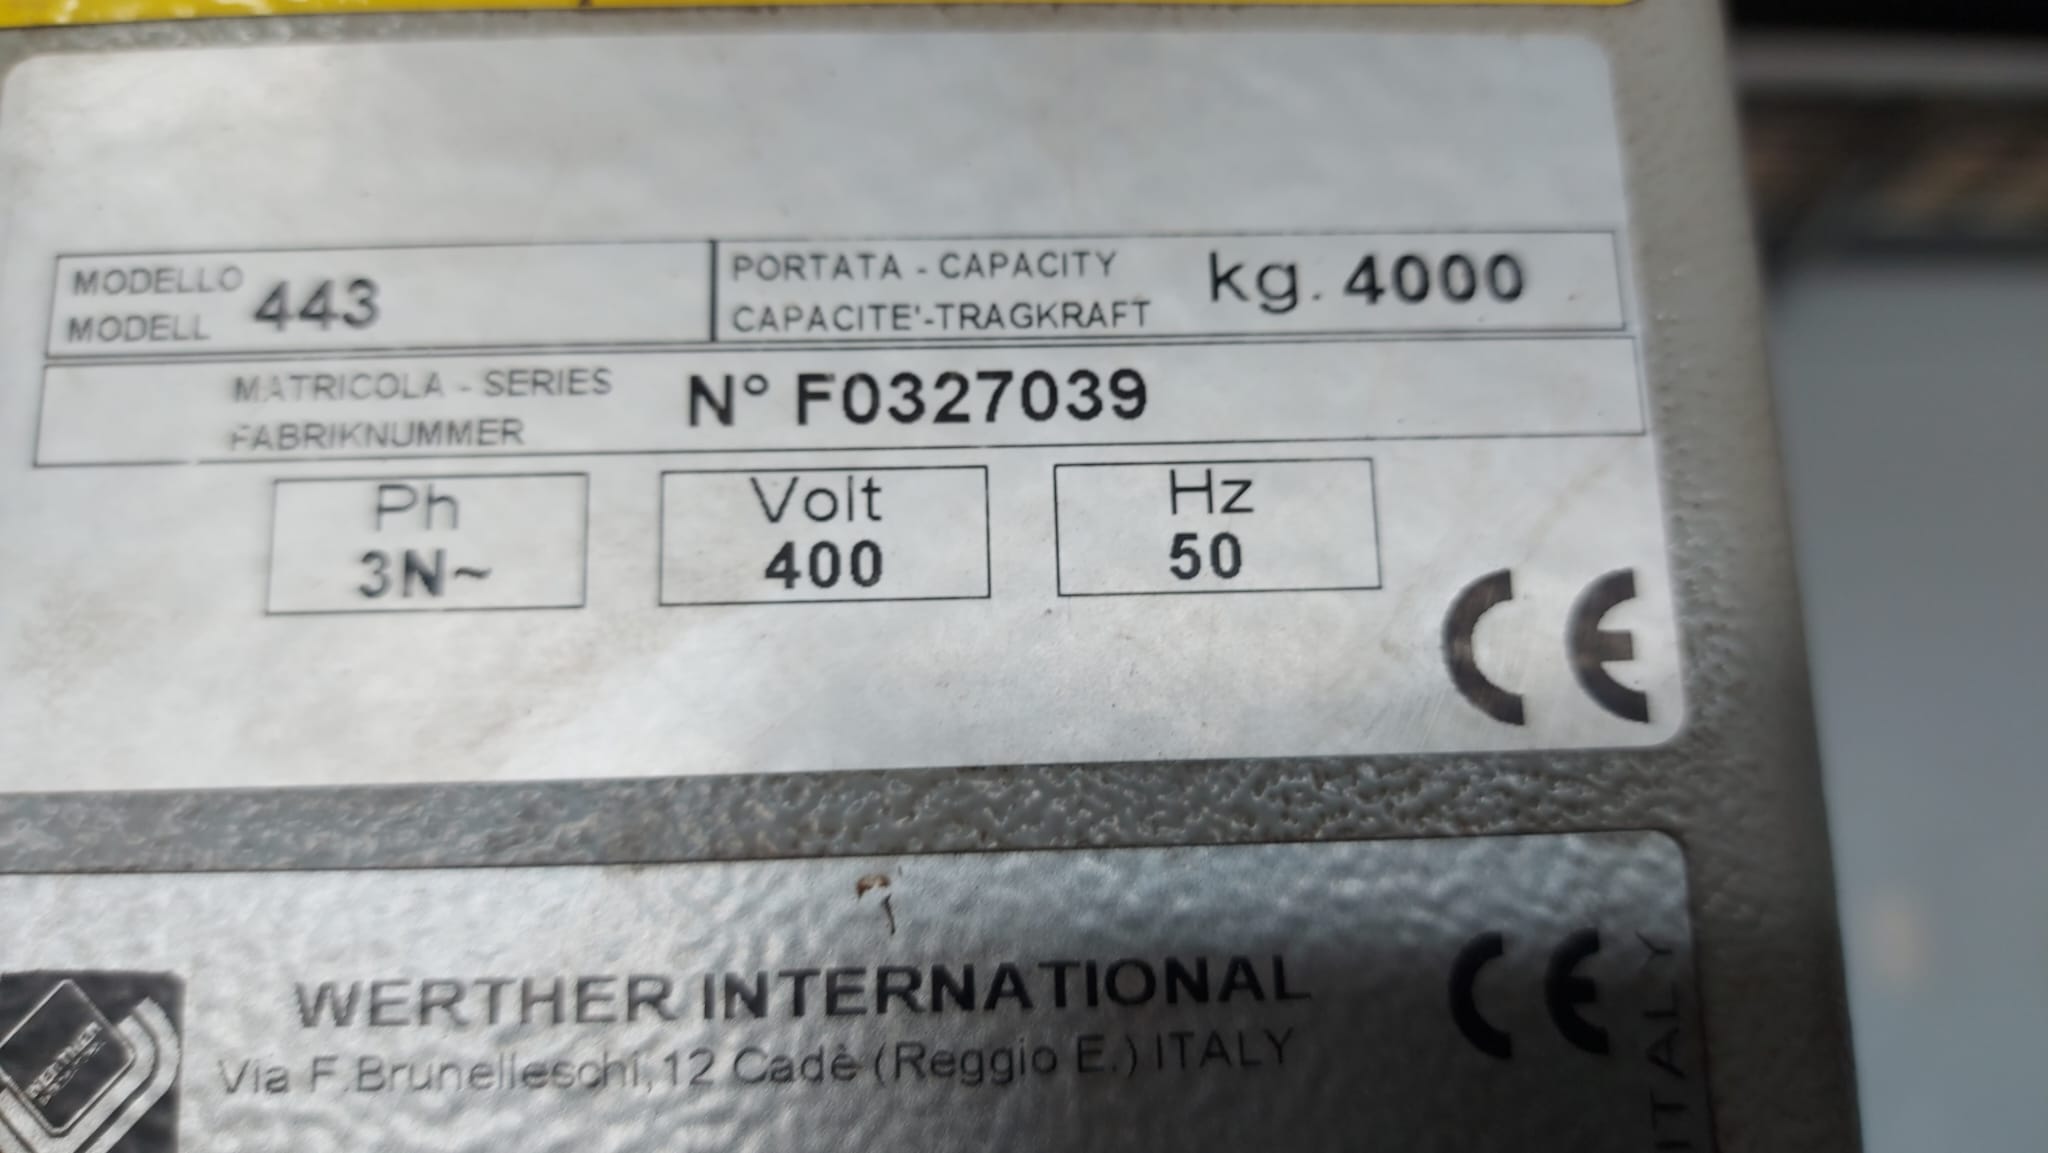 MODELLO
MODELL
443
PORTATA - CAPACITY
CAPACITE'-TRAGKRAFT
kg. 4000
MATRICOLA - SERIES
FABRIKNUMMER
N° F0327039
Ph
3N~
Volt
400
Hz
50
CE
WERTHER INTERNATIONAL
Via F.Brunelleschi,12 Cadè (Reggio E.) ITALY
CE
ITALY
WERTHER